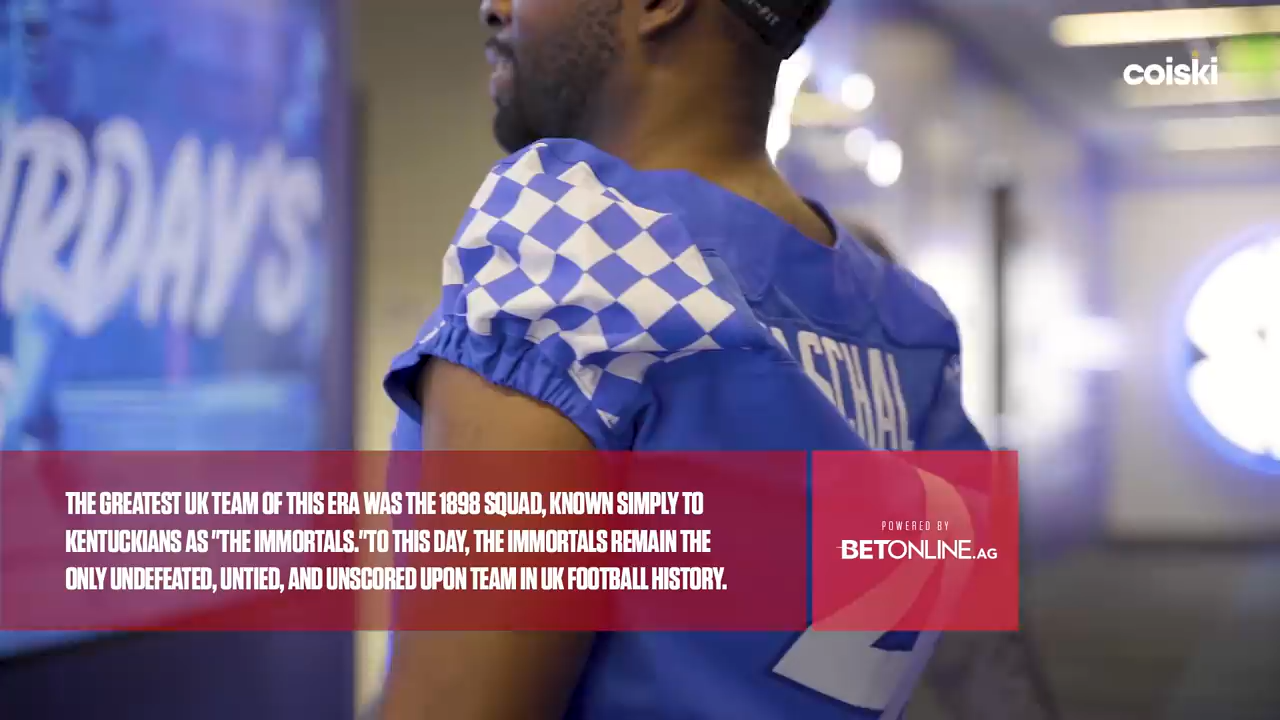 coiski
URDAY'S
SCHAL
THE GREATEST UK TEAM OF THIS ERA WAS THE 1898 SQUAD, KNOWN SIMPLY TO
KENTUCKIANS AS "THE IMMORTALS."TO THIS DAY, THE IMMORTALS REMAIN THE
ONLY UNDEFEATED, UNTIED, AND UNSCORED UPON TEAM IN UK FOOTBALL HISTORY.
POWERED BY
BETONLINE.AG
2